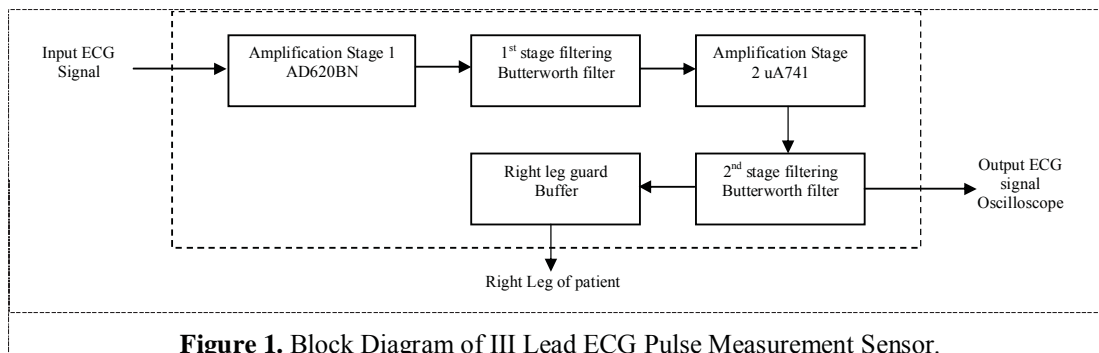 Input ECG
Signal
Amplification Stage 1
AD620BN
1st stage filtering
Butterworth filter
Amplification Stage
2 uA741
Right leg guard
Buffer
2nd stage filtering
Butterworth filter
Output ECG
signal
Oscilloscope
Right Leg of patient
Figure 1. Block Diagram of III Lead ECG Pulse Measurement Sensor.